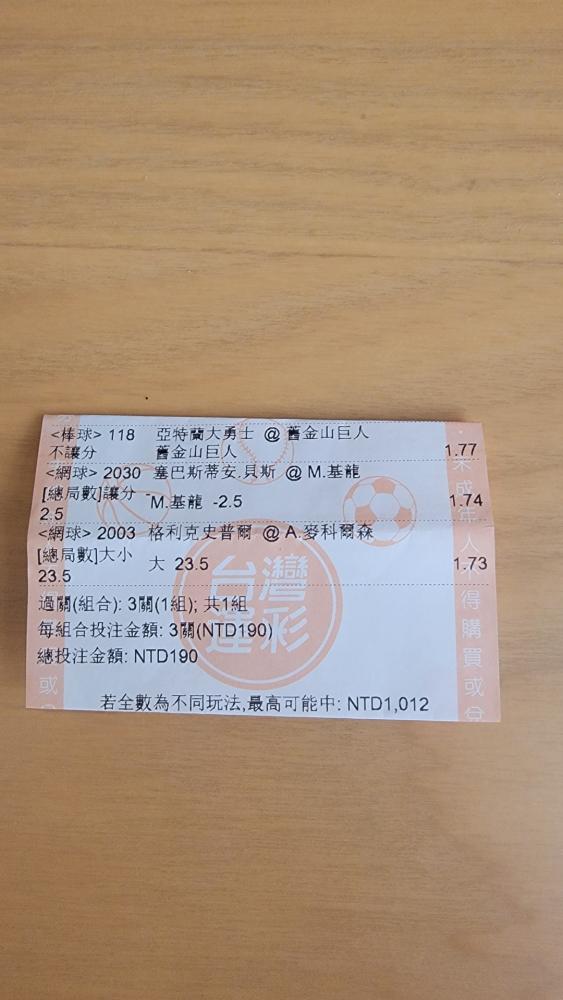 <棒球> 118 亞特蘭大勇士 @ 舊金山巨人
不讓分 舊金山巨人 1.77
<網球> 2030 塞巴斯蒂安.貝斯 @ M.基龍
[總局數]讓分 - M.基龍 -2.5 1.74
2.5
<網球> 2003 格利克史普爾 @ A.麥科爾森
[總局數]大小 大 23.5 1.73
23.5
過關(組合): 3關(1組); 共1組
每組合投注金額: 3關(NTD190)
總投注金額: NTD190
若全數為不同玩法,最高可能中: NTD1,012
台灣運彩
未成年人不得購買或兌
得
或